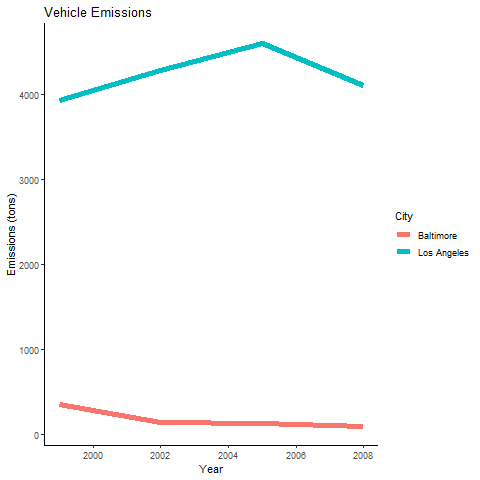 Vehicle Emissions
Emissions (tons)
4000
3000
2000
1000
0
2000 2002 2004 2006 2008
Year
City
Baltimore
Los Angeles